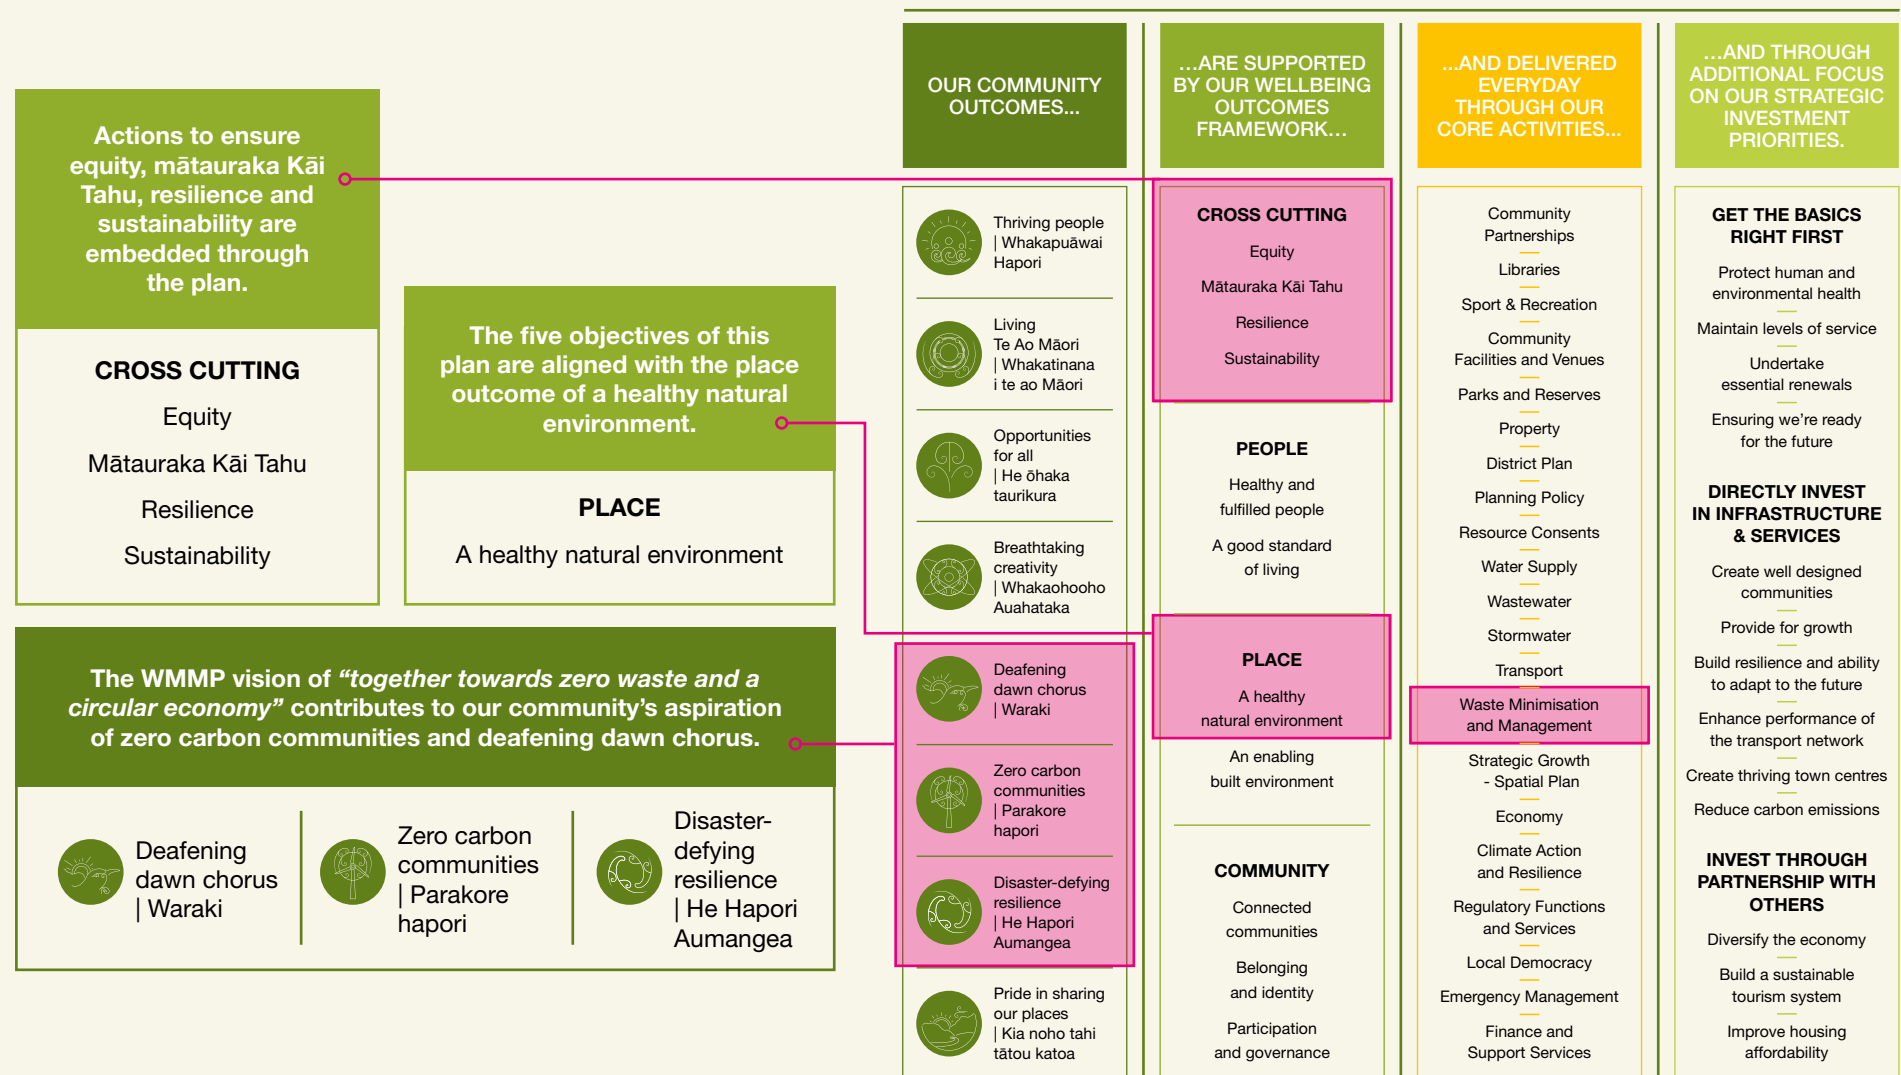 Actions to ensure
equity, mātauraka Kāi
Tahu, resilience and
sustainability are
embedded through
the plan.
CROSS CUTTING
Equity
Mātauraka Kāi Tahu
Resilience
Sustainability
The five objectives of this
plan are aligned with the place
outcome of a healthy natural
environment.
PLACE
A healthy natural environment
The WMMP vision of “together towards zero waste and a
circular economy” contributes to our community’s aspiration
of zero carbon communities and deafening dawn chorus.
Deafening
dawn chorus
| Waraki
Zero carbon
communities
| Parakore
hapori
Disaster-
defying
resilience
| He Hapori
Aumangea
OUR COMMUNITY
OUTCOMES...
Thriving people
| Whakapuāwai
Hapori
Living
Te Ao Māori
| Whakatinana
i te ao Māori
Opportunities
for all
| He ōhaka
taurikura
Breathtaking
creativity
| Whakaohooho
Auahataka
Deafening
dawn chorus
| Waraki
Zero carbon
communities
| Parakore
hapori
Disaster-defying
resilience
| He Hapori
Aumangea
Pride in sharing
our places
| Kia noho tahi
tātou katoa
…ARE SUPPORTED
BY OUR WELLBEING
OUTCOMES
FRAMEWORK…
CROSS CUTTING
Equity
Mātauraka Kāi Tahu
Resilience
Sustainability
PEOPLE
Healthy and
fulfilled people
A good standard
of living
PLACE
A healthy
natural environment
An enabling
built environment
COMMUNITY
Connected
communities
Belonging
and identity
Participation
and governance
...AND DELIVERED
EVERYDAY
THROUGH OUR
CORE ACTIVITIES...
Community
Partnerships
Libraries
Sport & Recreation
Community
Facilities and Venues
Parks and Reserves
Property
District Plan
Planning Policy
Resource Consents
Water Supply
Wastewater
Stormwater
Transport
Waste Minimisation
and Management
Strategic Growth
- Spatial Plan
Economy
Climate Action
and Resilience
Regulatory Functions
and Services
Local Democracy
Emergency Management
Finance and
Support Services
…AND THROUGH
ADDITIONAL FOCUS
ON OUR STRATEGIC
INVESTMENT
PRIORITIES.
GET THE BASICS
RIGHT FIRST
Protect human and
environmental health
Maintain levels of service
Undertake
essential renewals
Ensuring we’re ready
for the future
DIRECTLY INVEST
IN INFRASTRUCTURE
& SERVICES
Create well designed
communities
Provide for growth
Build resilience and ability
to adapt to the future
Enhance performance of
the transport network
Create thriving town centres
Reduce carbon emissions
INVEST THROUGH
PARTNERSHIP WITH
OTHERS
Diversify the economy
Build a sustainable
tourism system
Improve housing
affordability